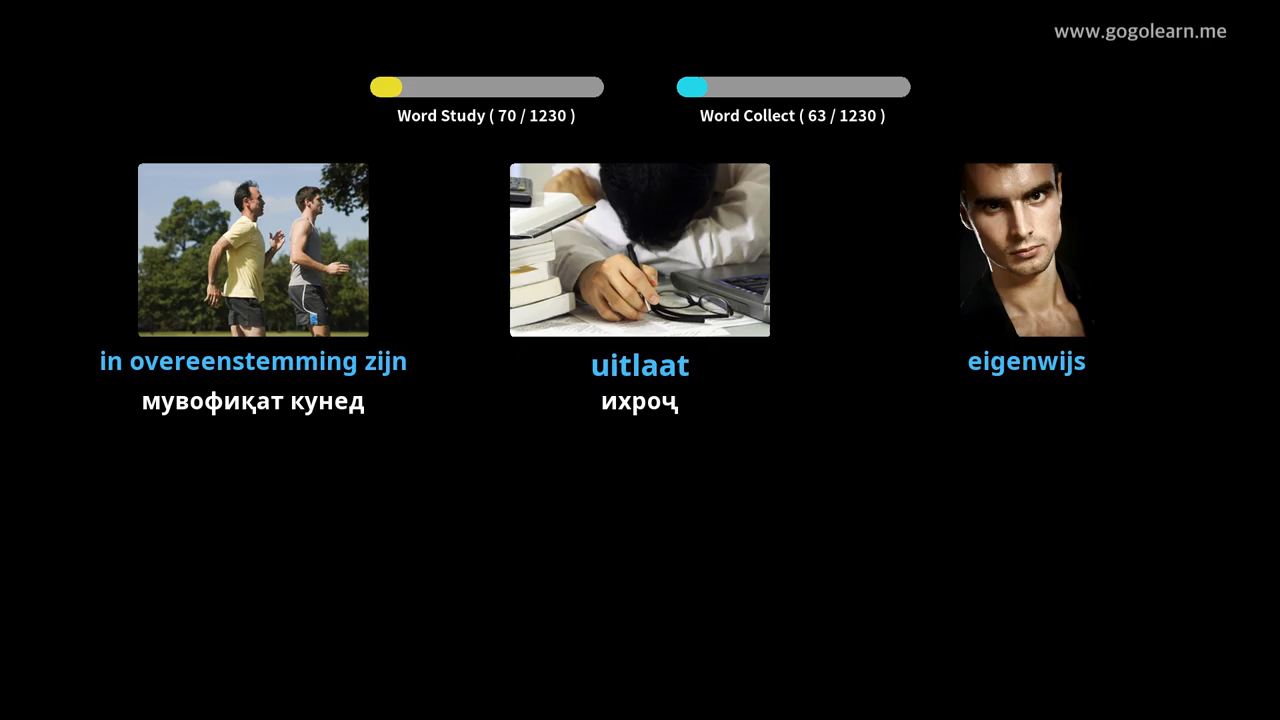 www.gogolearn.me
Word Study ( 70 / 1230 )
Word Collect ( 63 / 1230 )
in overeenstemming zijn
мувофиқат кунед
uitlaat
ихроҷ
eigenwijs